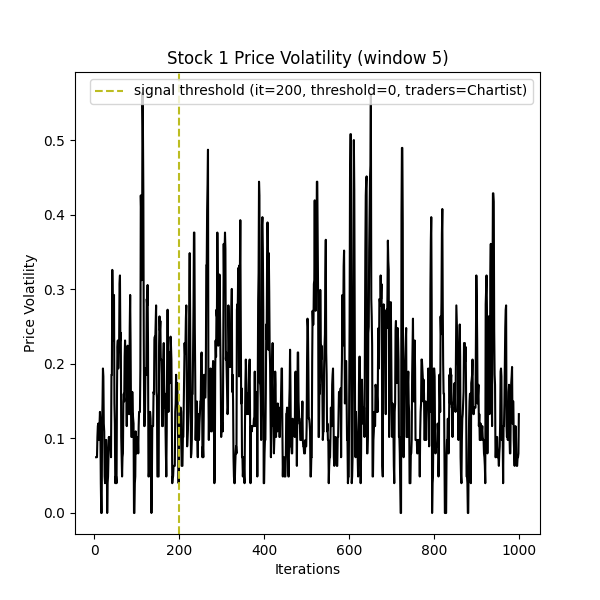 Stock 1 Price Volatility (window 5)
signal threshold (it=200, threshold=0, traders=Chartist)
Price Volatility
0.5
0.4
0.3
0.2
0.1
0.0
0 200 400 600 800 1000
Iterations